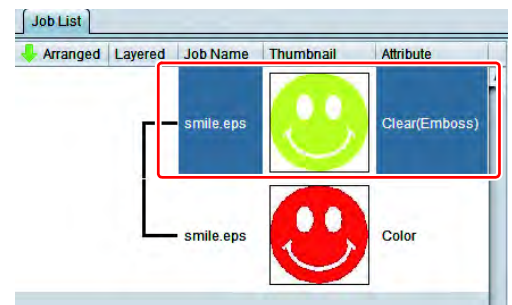 Job List
Arranged Layered Job Name Thumbnail Attribute
smile.eps Clear(Emboss)
smile.eps Color